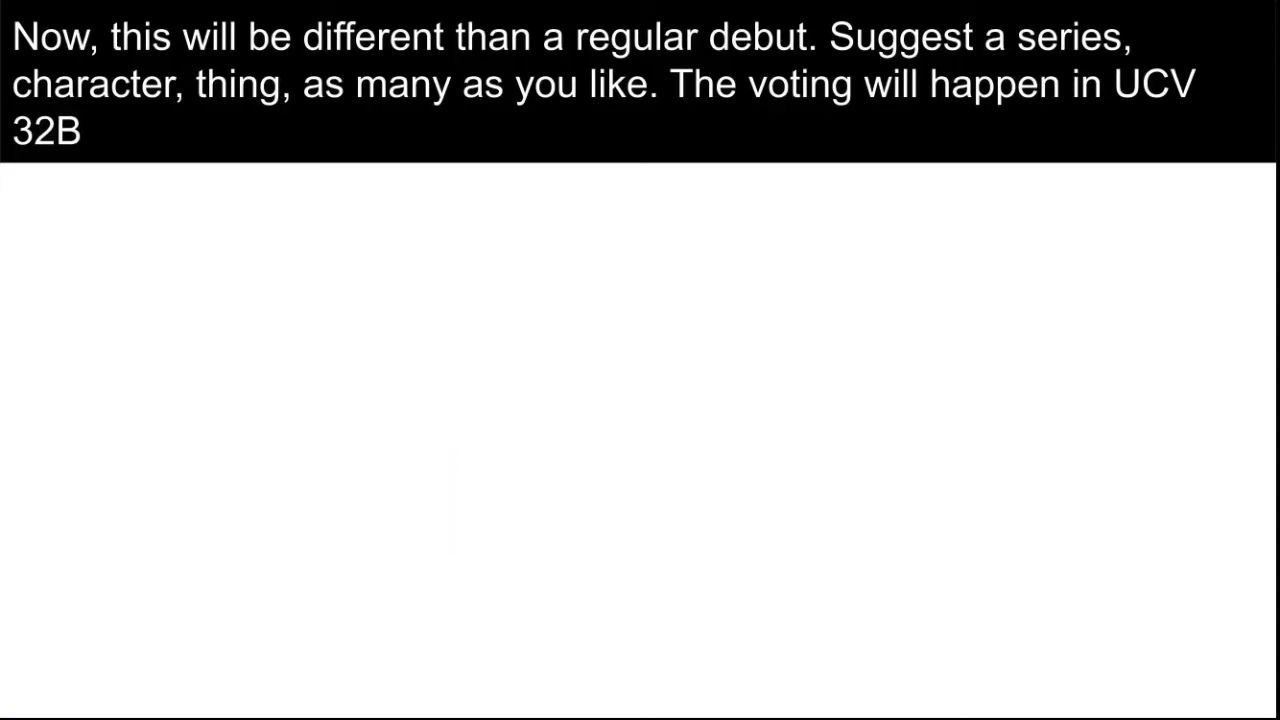 Now, this will be different than a regular debut. Suggest a series,
character, thing, as many as you like. The voting will happen in UCV
32B